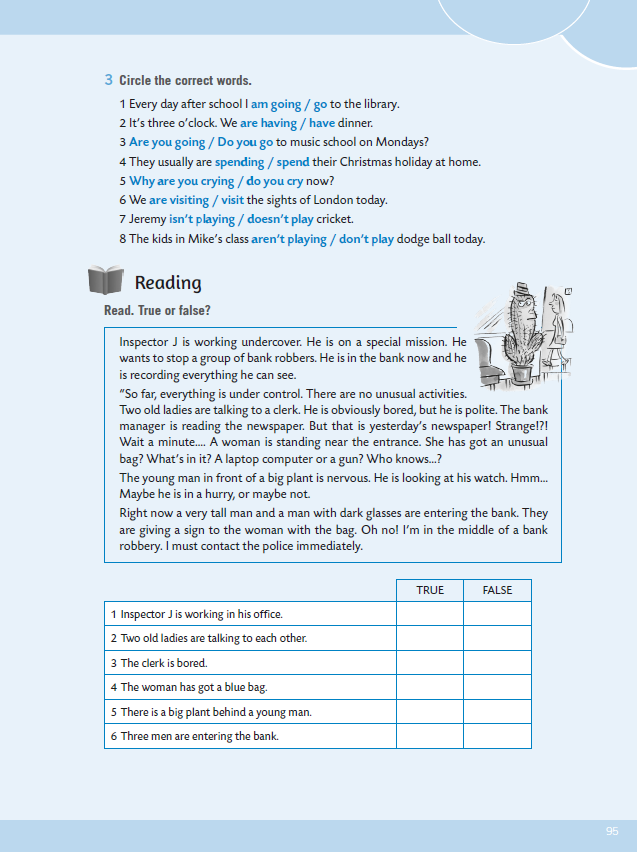 3 Circle the correct words.
1 Every day after school I am going / go to the library.
2 It's three o'clock. We are having / have dinner.
3 Are you going / Do you go to music school on Mondays?
4 They usually are spending / spend their Christmas holiday at home.
5 Why are you crying / do you cry now?
6 We are visiting / visit the sights of London today.
7 Jeremy isn't playing / doesn't play cricket.
8 The kids in Mike's class aren't playing / don't play dodge ball today.
Reading
Read. True or false?
Inspector J is working undercover. He is on a special mission. He
wants to stop a group of bank robbers. He is in the bank now and he
is recording everything he can see.
"So far, everything is under control. There are no unusual activities.
Two old ladies are talking to a clerk. He is obviously bored, but he is polite. The bank
manager is reading the newspaper. But that is yesterday's newspaper! Strange!?!
Wait a minute.... A woman is standing near the entrance. She has got an unusual
bag? What's in it? A laptop computer or a gun? Who knows...?
The young man in front of a big plant is nervous. He is looking at his watch. Hmm...
Maybe he is in a hurry, or maybe not.
Right now a very tall man and a man with dark glasses are entering the bank. They
are giving a sign to the woman with the bag. Oh no! I'm in the middle of a bank
robbery. I must contact the police immediately.
TRUE FALSE
1 Inspector J is working in his office.
2 Two old ladies are talking to each other.
3 The clerk is bored.
4 The woman has got a blue bag.
5 There is a big plant behind a young man.
6 Three men are entering the bank.
95